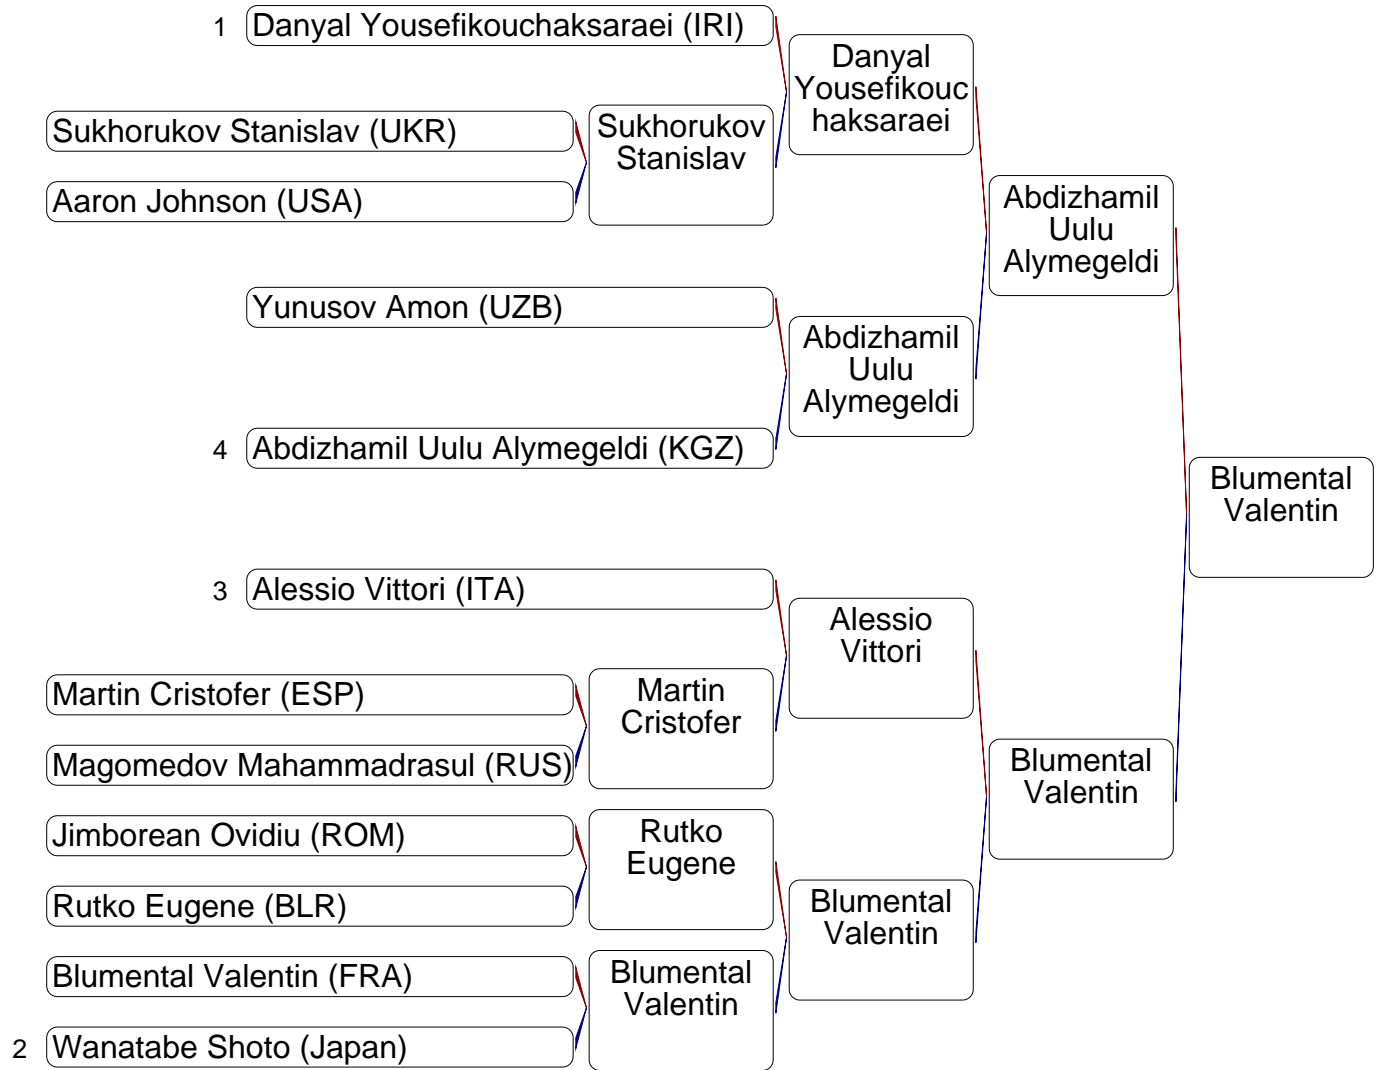 1 Danyal Yousefikouchaksaraei (IRI)
Danyal
Yousefikouc
haksaraei
Sukhorukov Stanislav (UKR)
Sukhorukov
Stanislav
Aaron Johnson (USA)
Abdizhamil
Uulu
Alymegeldi
Yunusov Amon (UZB)
Abdizhamil
Uulu
Alymegeldi
4 Abdizhamil Uulu Alymegeldi (KGZ)
Blumental
Valentin
3 Alessio Vittori (ITA)
Alessio
Vittori
Martin Cristofer (ESP)
Martin
Cristofer
Magomedov Mahammadrasul (RUS)
Blumental
Valentin
Jimborean Ovidiu (ROM)
Rutko
Eugene
Rutko Eugene (BLR)
Blumental
Valentin
Blumental Valentin (FRA)
Blumental
Valentin
2 Wanatabe Shoto (Japan)